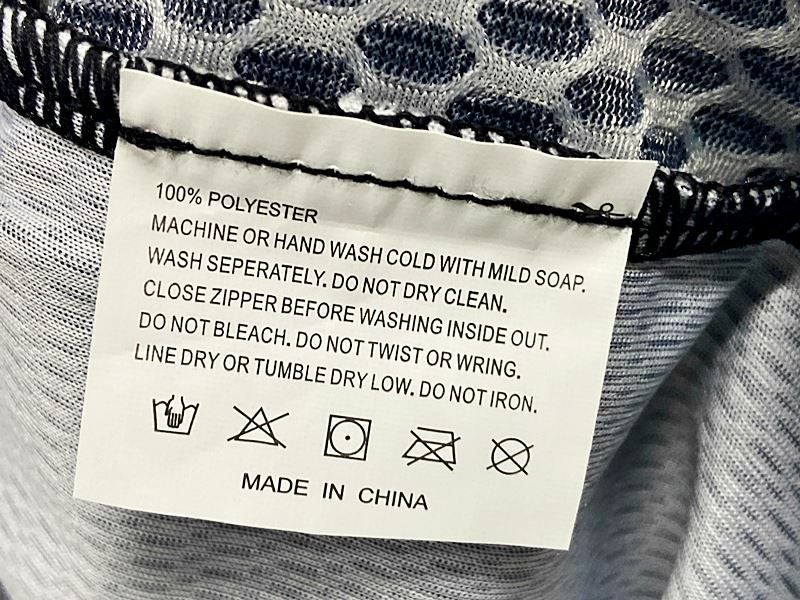 100% POLYESTER
MACHINE OR HAND WASH COLD WITH MILD SOAP.
WASH SEPERATELY. DO NOT DRY CLEAN.
CLOSE ZIPPER BEFORE WASHING INSIDE OUT.
DO NOT BLEACH. DO NOT TWIST OR WRING.
LINE DRY OR TUMBLE DRY LOW. DO NOT IRON.
MADE IN CHINA